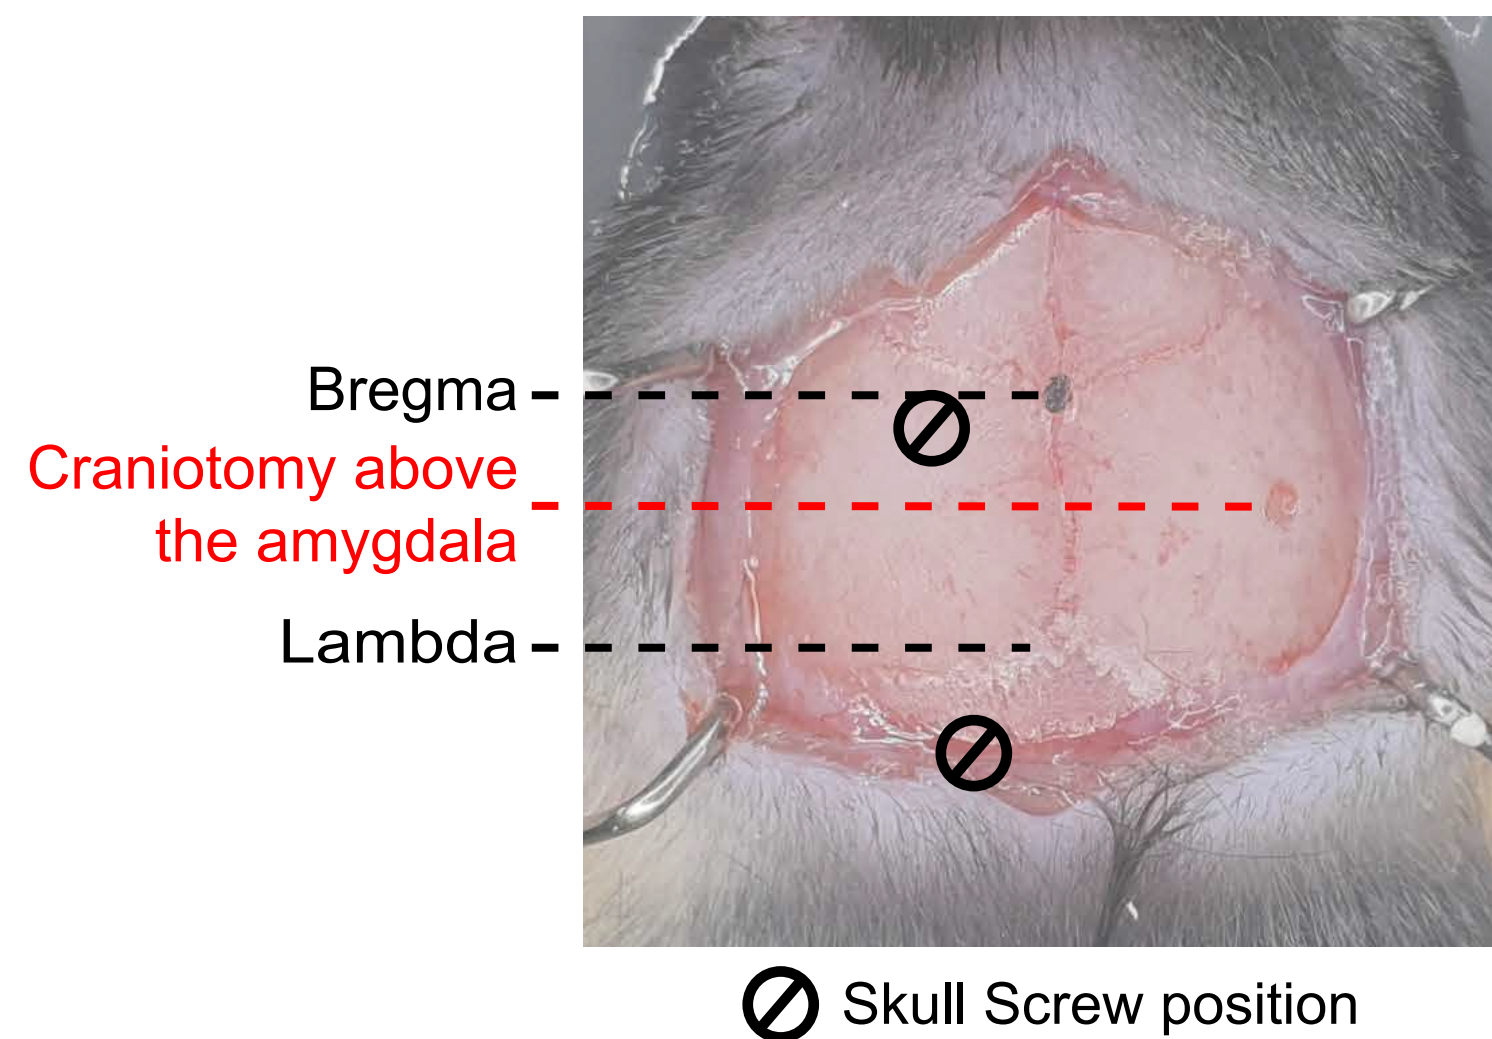 Bregma
Craniotomy above
the amygdala
Lambda
Skull Screw position